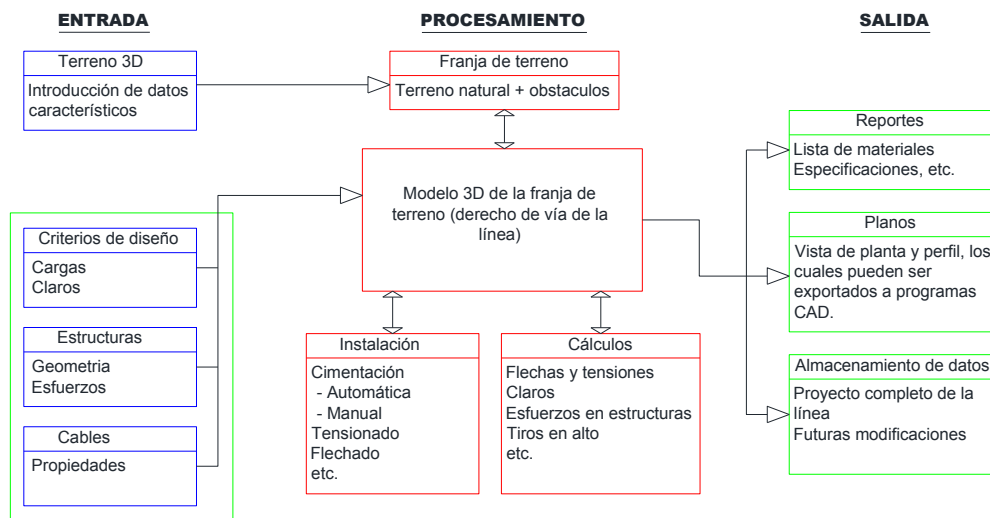 ENTRADA
Terreno 3D
Introducción de datos
característicos
Criterios de diseño
Cargas
Claros
Estructuras
Geometria
Esfuerzos
Cables
Propiedades
PROCESAMIENTO
Franja de terreno
Terreno natural + obstaculos
Modelo 3D de la franja de
terreno (derecho de vía de la
línea)
Instalación
Cimentación
- Automática
- Manual
Tensionado
Flechado
etc.
Cálculos
Flechas y tensiones
Claros
Esfuerzos en estructuras
Tiros en alto
etc.
SALIDA
Reportes
Lista de materiales
Especificaciones, etc.
Planos
Vista de planta y perfil, los
cuales pueden ser
exportados a programas
CAD.
Almacenamiento de datos
Proyecto completo de la
línea
Futuras modificaciones